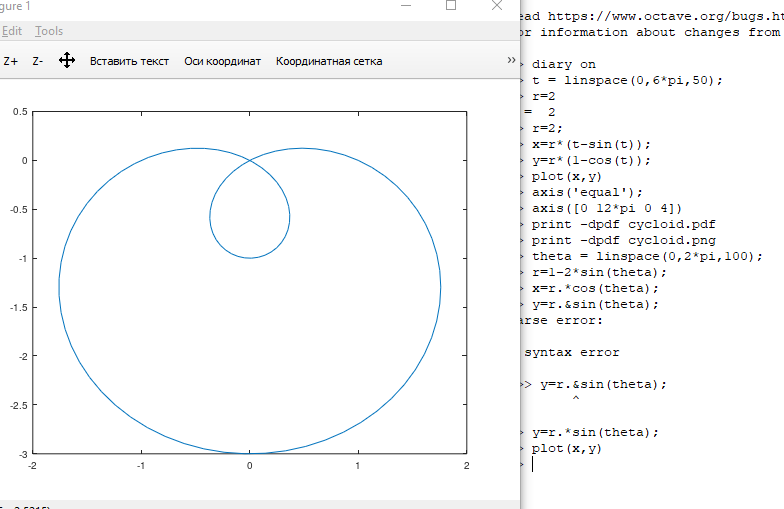 gure 1
Edit Tools
Z+ Z- Вставить текст Оси координат Координатная сетка »
0.5
0
-0.5
-1
-1.5
-2
-2.5
-3
-2 -1 0 1 2
ead https://www.octave.org/bugs.ht
or information about changes from
> diary on
> t = linspace(0,6*pi,50);
> r=2
= 2
> r=2;
> x=r*(t-sin(t));
> y=r*(1-cos(t));
> plot(x,y)
> axis('equal');
> axis([0 12*pi 0 4])
> print -dpdf cycloid.pdf
> print -dpdf cycloid.png
> theta = linspace(0,2*pi,100);
> r=1-2*sin(theta);
> x=r.*cos(theta);
> y=r.&sin(theta);
arse error:
syntax error
>> y=r.&sin(theta);
^
> y=r.*sin(theta);
> plot(x,y)
>